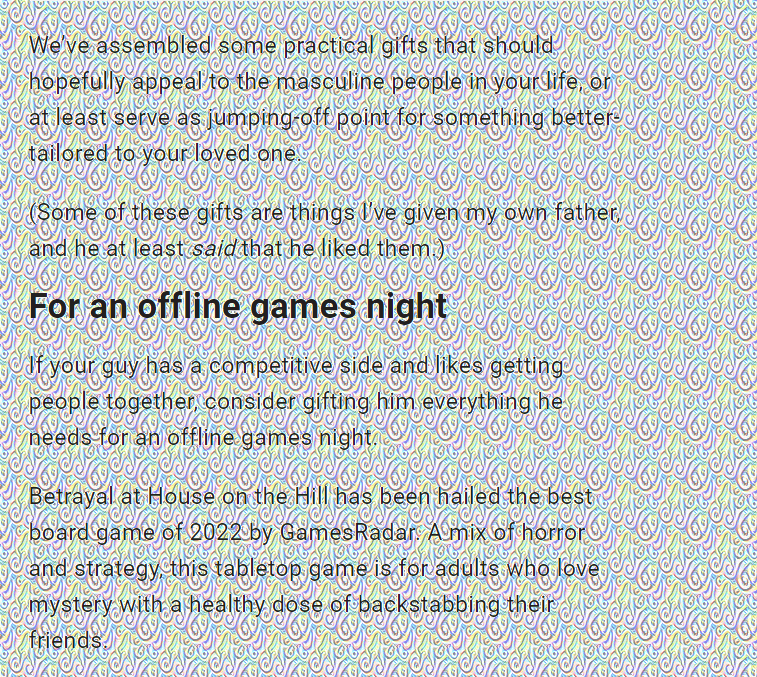 We’ve assembled some practical gifts that should
hopefully appeal to the masculine people in your life, or
at least serve as jumping-off point for something better-
tailored to your loved one.
(Some of these gifts are things I’ve given my own father,
and he at least said that he liked them.)
For an offline games night
If your guy has a competitive side and likes getting
people together, consider gifting him everything he
needs for an offline games night.
Betrayal at House on the Hill has been hailed the best
board game of 2022 by GamesRadar. A mix of horror
and strategy, this tabletop game is for adults who love
mystery with a healthy dose of backstabbing their
friends.